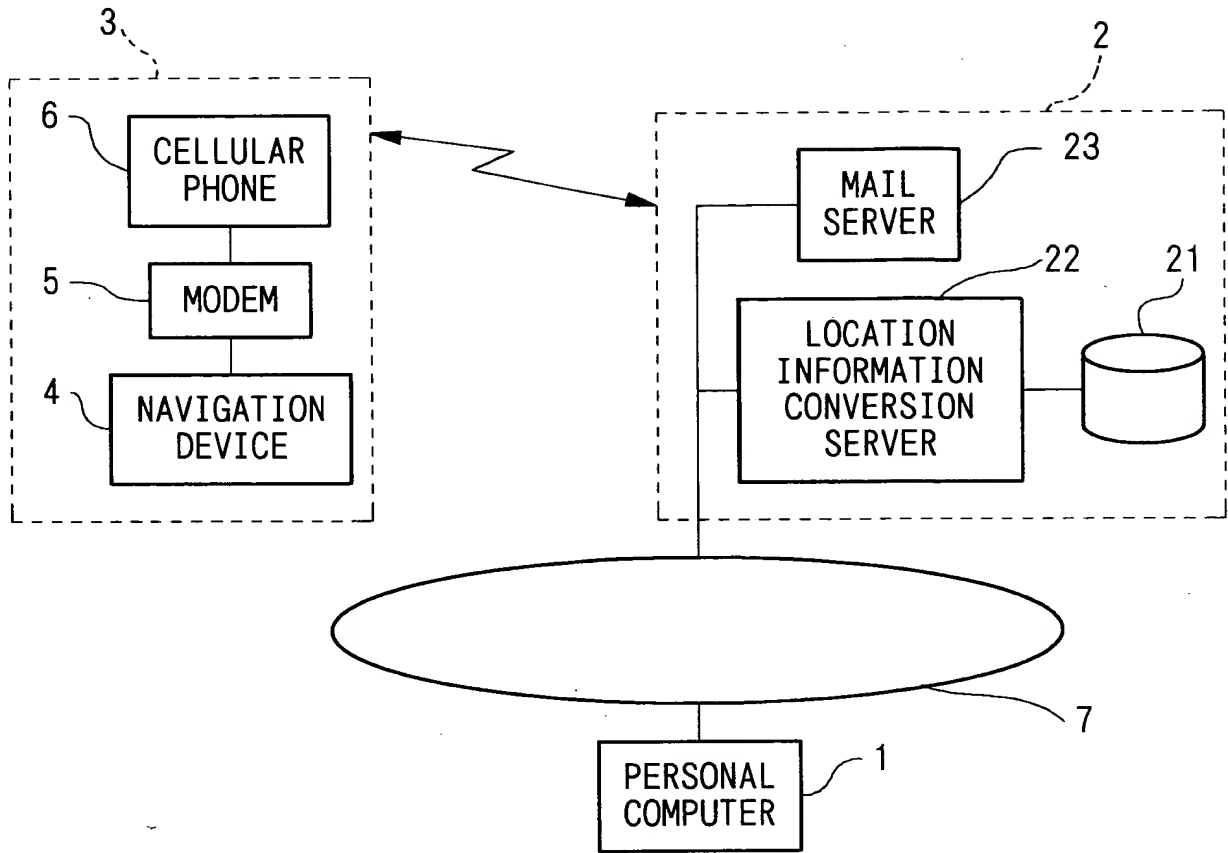 3
2
6
CELLULAR
PHONE
23
MAIL
SERVER
5
MODEM
22
21
LOCATION
INFORMATION
CONVERSION
SERVER
4
NAVIGATION
DEVICE
7
1
PERSONAL
COMPUTER